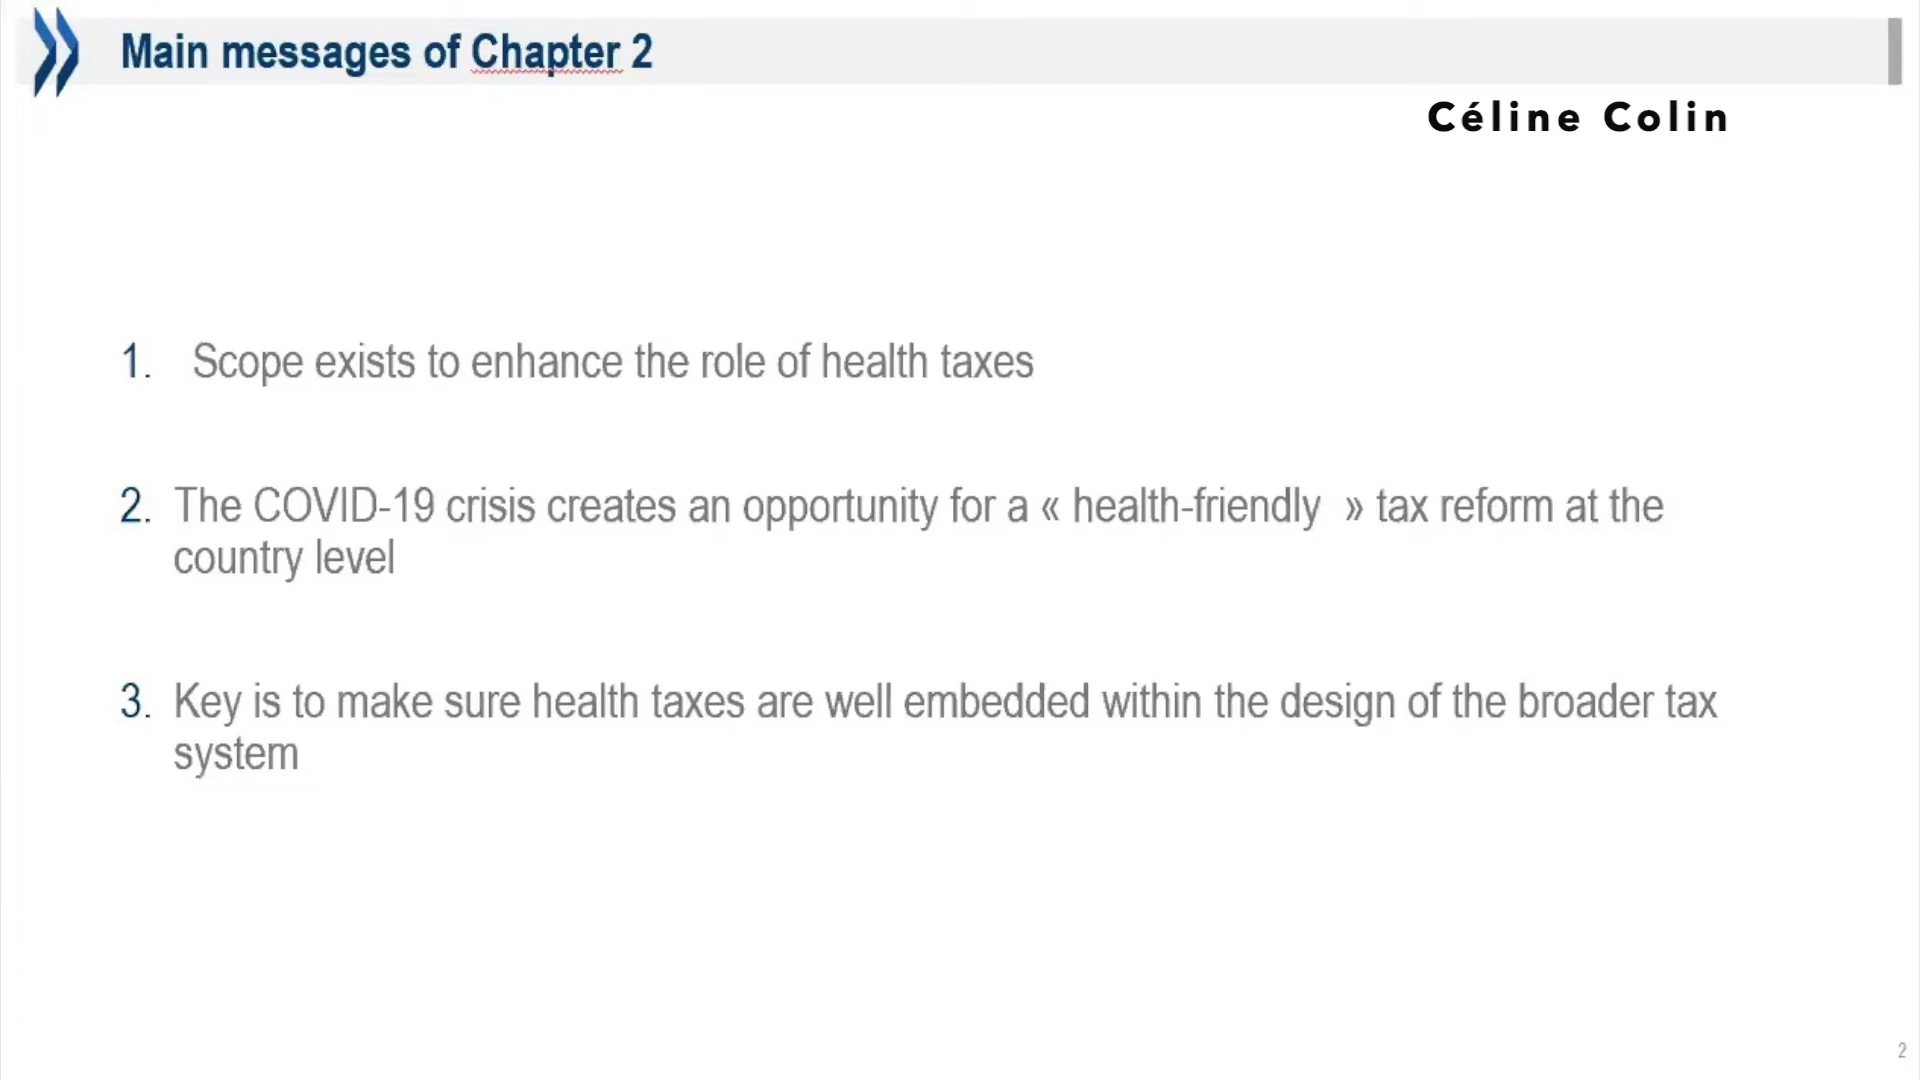 Main messages of Chapter 2
Céline Colin
1. Scope exists to enhance the role of health taxes
2. The COVID-19 crisis creates an opportunity for a « health-friendly » tax reform at the
country level
3. Key is to make sure health taxes are well embedded within the design of the broader tax
system
2